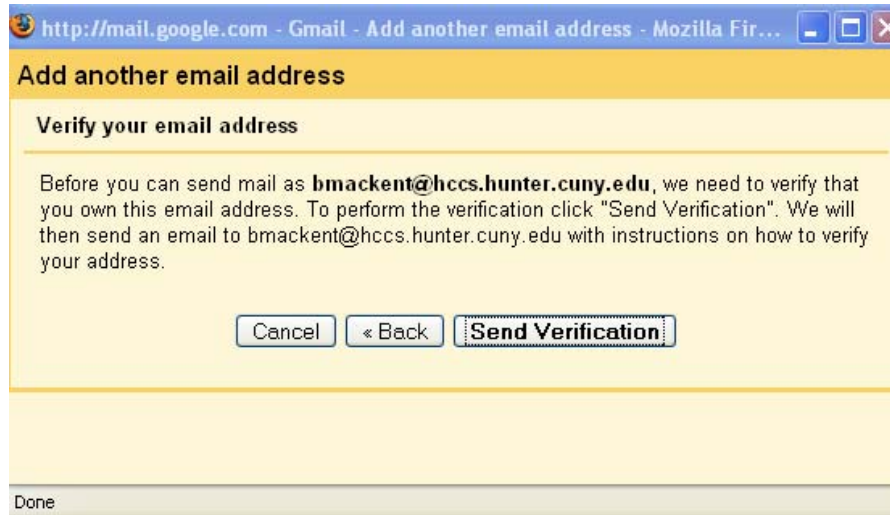 http://mail.google.com - Gmail - Add another email address - Mozilla Fir...
Add another email address
Verify your email address
Before you can send mail as bmackent@hccs.hunter.cuny.edu, we need to verify that
you own this email address. To perform the verification click "Send Verification". We will
then send an email to bmackent@hccs.hunter.cuny.edu with instructions on how to verify
your address.
Cancel « Back Send Verification
Done